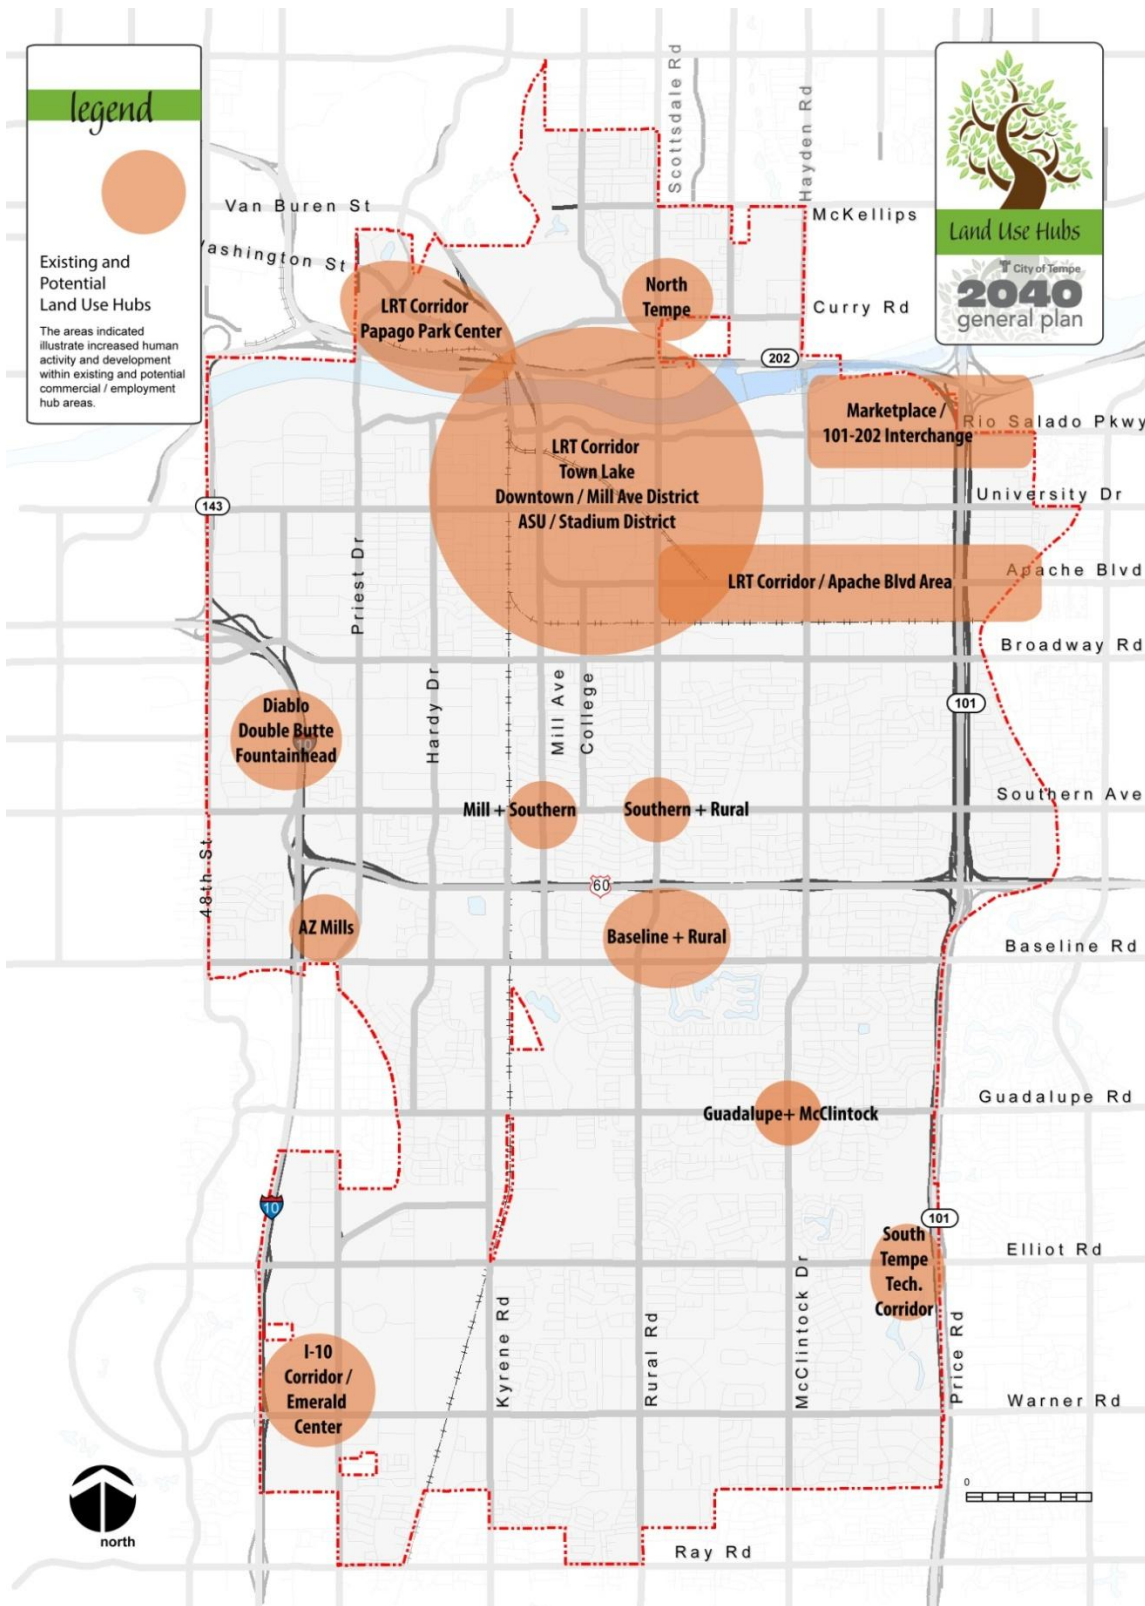 legend
Existing and
Potential
Land Use Hubs
The areas indicated
illustrate increased human
activity and development
within existing and potential
commercial / employment
hub areas.
Land Use Hubs
City of Tempe
2040
general plan
Scottsdale Rd
Hayden Rd
Van Buren St
McKellips
Washington St
LRT Corridor
Papago Park Center
North
Tempe
Curry Rd
202
Marketplace /
101-202 Interchange
Rio Salado Pkwy
LRT Corridor
Town Lake
Downtown / Mill Ave District
ASU / Stadium District
University Dr
143
Priest Dr
LRT Corridor / Apache Blvd Area
Apache Blvd
Broadway Rd
Hardy Dr
Mill Ave
College
101
Diablo
Double Butte
Fountainhead
10
Mill + Southern
Southern + Rural
Southern Ave
48th St
60
AZ Mills
Baseline + Rural
Baseline Rd
Guadalupe+ McClintock
Guadalupe Rd
10
101
South
Tempe
Tech.
Corridor
Elliot Rd
Kyrene Rd
Rural Rd
McClintock Dr
Price Rd
I-10
Corridor /
Emerald
Center
Warner Rd
0
north
Ray Rd